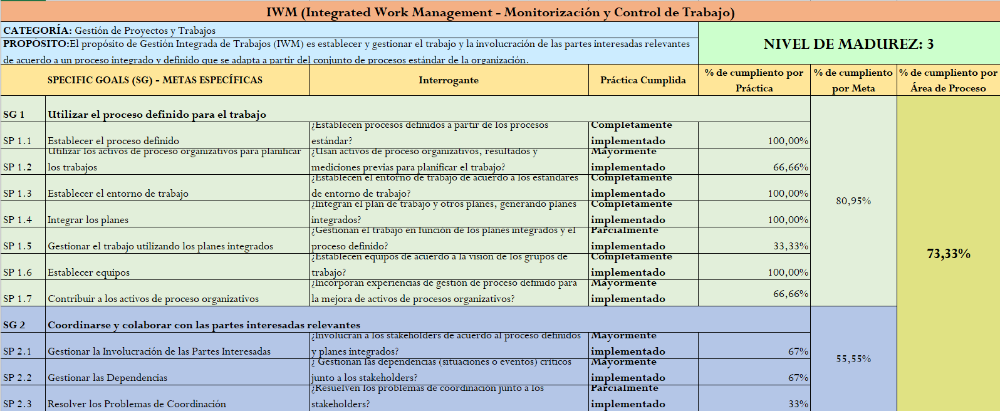 IWM (Integrated Work Management - Monitorización y Control de Trabajo)
CATEGORÍA: Gestión de Proyectos y Trabajos
PROPÓSITO:El propósito de Gestión Integrada de Trabajos (IWM) es establecer y gestionar el trabajo y la involucración de las partes interesadas relevantes
de acuerdo a un proceso integrado y definido que se adapta a partir del conjunto de procesos estándar de la organización.
NIVEL DE MADUREZ: 3
SPECIFIC GOALS (SG) - METAS ESPECÍFICAS
Interrogante
Práctica Cumplida
% de cumpliento por
Práctica
% de cumpliento
por Meta
% de cumpliento por
Área de Proceso
SG 1 Utilizar el proceso definido para el trabajo
SP 1.1 Establecer el proceso definido
¿Establecen procesos definidos a partir de los procesos
estándar?
Completamente
implementado
100,00%
SP 1.2
Utilizar los activos de proceso organizativos para planificar
los trabajos
¿Usan activos de proceso organizativos, resultados y
mediciones previas para planificar el trabajo?
Mayormente
implementado
66,66%
SP 1.3 Establecer el entorno de trabajo
¿Establecen el entorno de trabajo de acuerdo a los estándares
de entorno de trabajo?
Completamente
implementado
100,00%
SP 1.4 Integrar los planes
¿Integran el plan de trabajo y otros planes, generando planes
integrados?
Completamente
implementado
100,00%
SP 1.5 Gestionar el trabajo utilizando los planes integrados
¿Gestionan el trabajo en función de los planes integrados y el
proceso definido?
Parcialmente
implementado
33,33%
SP 1.6 Establecer equipos
¿Establecen equipos de acuerdo a la visión de los grupos de
trabajo?
Completamente
implementado
100,00%
SP 1.7 Contribuir a los activos de proceso organizativos
¿Incorporan experiencias de gestión de proceso definido para
la mejora de activos de procesos organizativos?
Mayormente
implementado
66,66%
80,95%
73,33%
SG 2 Coordinarse y colaborar con las partes interesadas relevantes
SP 2.1 Gestionar la Involucración de las Partes Interesadas
¿Involucran a los stakeholders de acuerdo al proceso definidos
y planes integrados?
Mayormente
implementado
67%
SP 2.2 Gestionar las Dependencias
¿ Gestionan las dependencias (situaciones o eventos) críticos
junto a los stakeholders?
Mayormente
implementado
67%
SP 2.3 Resolver los Problemas de Coordinación
¿Resuelven los problemas de coordinación junto a los
stakeholders?
Parcialmente
implementado
33%
55,55%